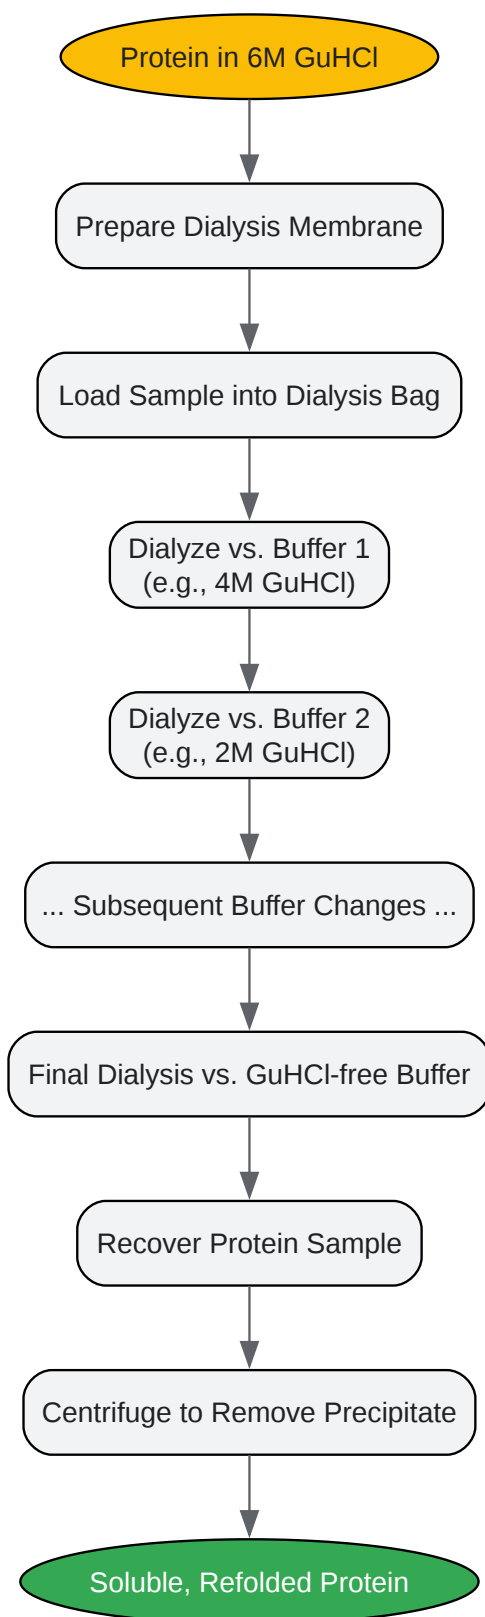 Protein in 6M GuHCl
Prepare Dialysis Membrane
Load Sample into Dialysis Bag
Dialyze vs. Buffer 1
(e.g., 4M GuHCl)
Dialyze vs. Buffer 2
(e.g., 2M GuHCl)
... Subsequent Buffer Changes ...
Final Dialysis vs. GuHCl-free Buffer
Recover Protein Sample
Centrifuge to Remove Precipitate
Soluble, Refolded Protein